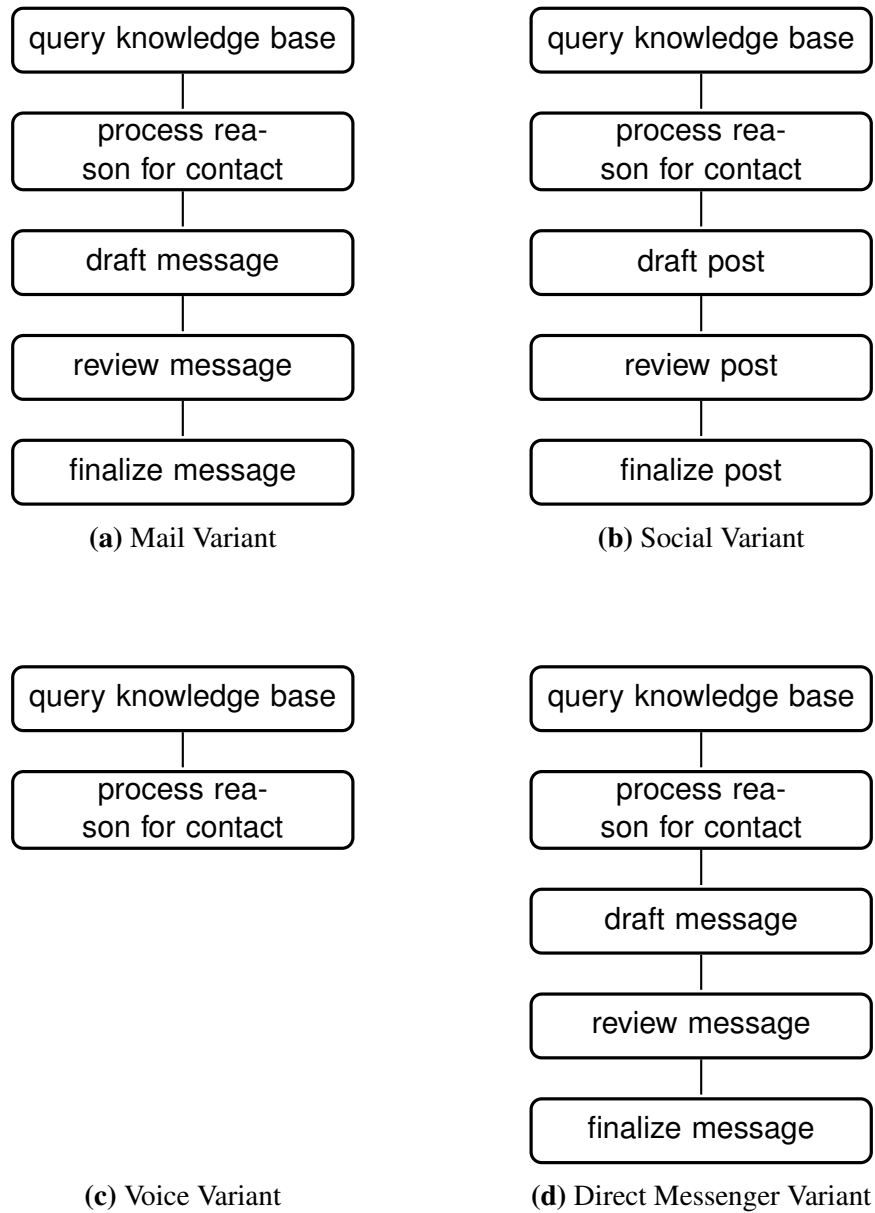 query knowledge base
process rea-
son for contact
draft message
review message
finalize message
(a) Mail Variant
query knowledge base
process rea-
son for contact
draft post
review post
finalize post
(b) Social Variant
query knowledge base
process rea-
son for contact
(c) Voice Variant
query knowledge base
process rea-
son for contact
draft message
review message
finalize message
(d) Direct Messenger Variant